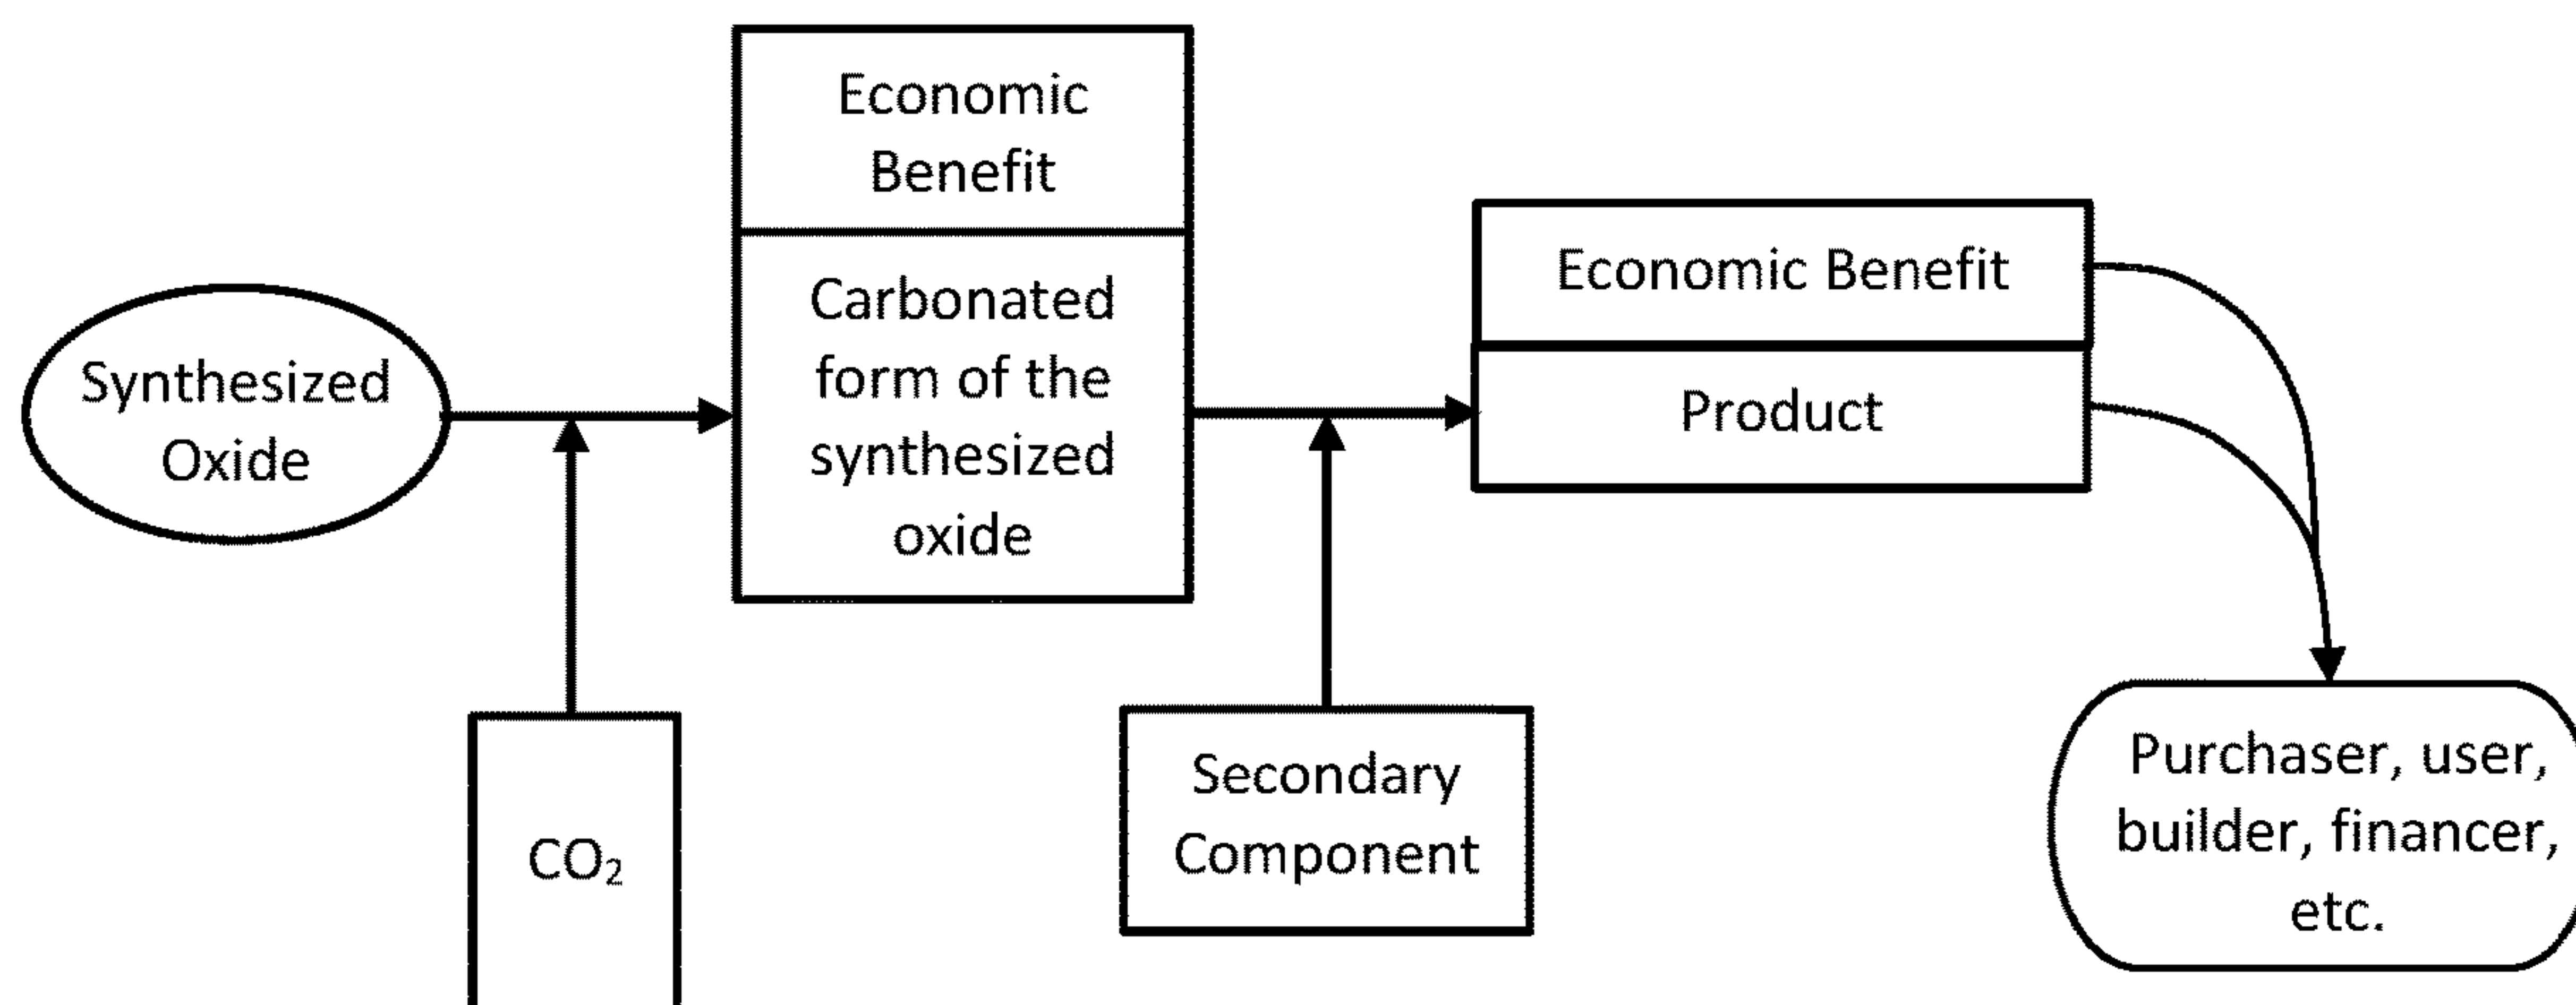 Economic
Benefit
Carbonated
form of the
synthesized
oxide
Synthesized
Oxide
CO₂
Secondary
Component
Economic Benefit
Product
Purchaser, user,
builder, financer,
etc.